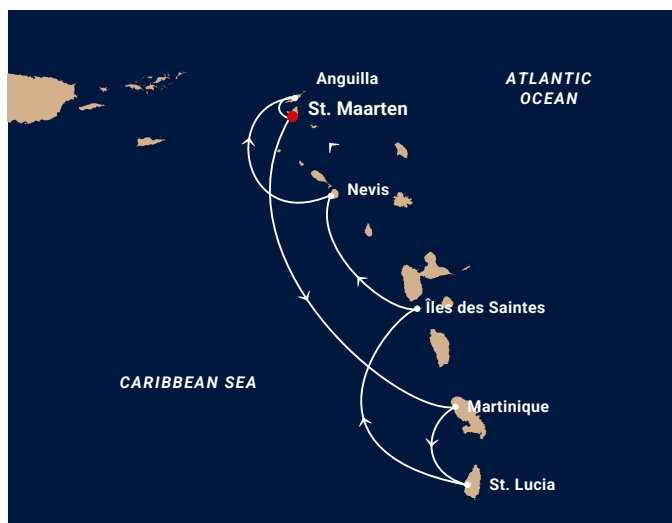 Anguilla
ATLANTIC
OCEAN
St. Maarten
Nevis
Îles des Saintes
CARIBBEAN SEA
Martinique
St. Lucia